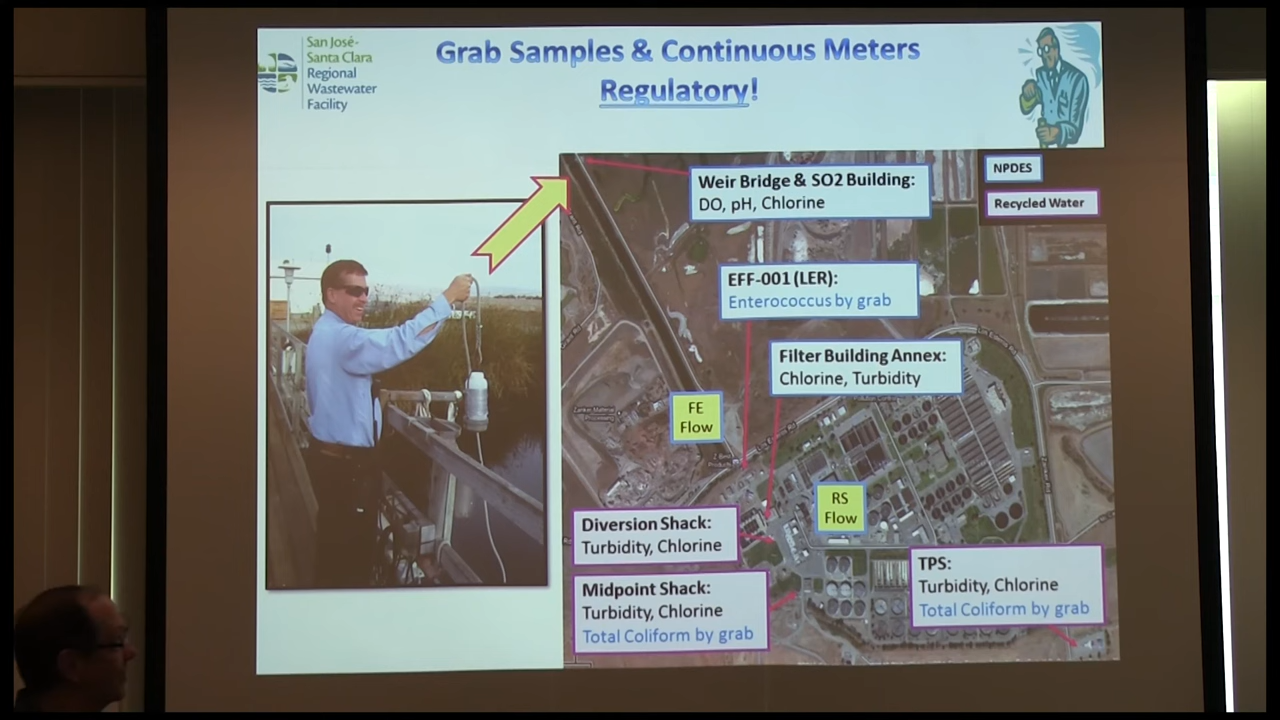 San José-
Santa Clara
Regional
Wastewater
Facility
Grab Samples & Continuous Meters
Regulatory!
NPDES
Recycled Water
Weir Bridge & SO2 Building:
DO, pH, Chlorine
EFF-001 (LER):
Enterococcus by grab
Filter Building Annex:
Chlorine, Turbidity
FE
Flow
RS
Flow
Diversion Shack:
Turbidity, Chlorine
Midpoint Shack:
Turbidity, Chlorine
Total Coliform by grab
TPS:
Turbidity, Chlorine
Total Coliform by grab